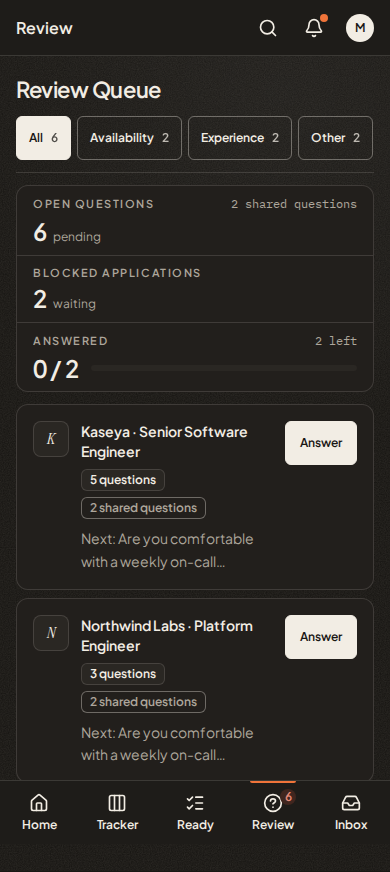 Review
M
Review Queue
All 6
Availability 2
Experience 2
Other 2
OPEN QUESTIONS
2 shared questions
6 pending
BLOCKED APPLICATIONS
2 waiting
ANSWERED
2 left
0/2
K
Kaseya · Senior Software
Engineer
Answer
5 questions
2 shared questions
Next: Are you comfortable
with a weekly on-call…
N
Northwind Labs · Platform
Engineer
Answer
3 questions
2 shared questions
Next: Are you comfortable
with a weekly on-call…
6
Home
Tracker
Ready
Review
Inbox